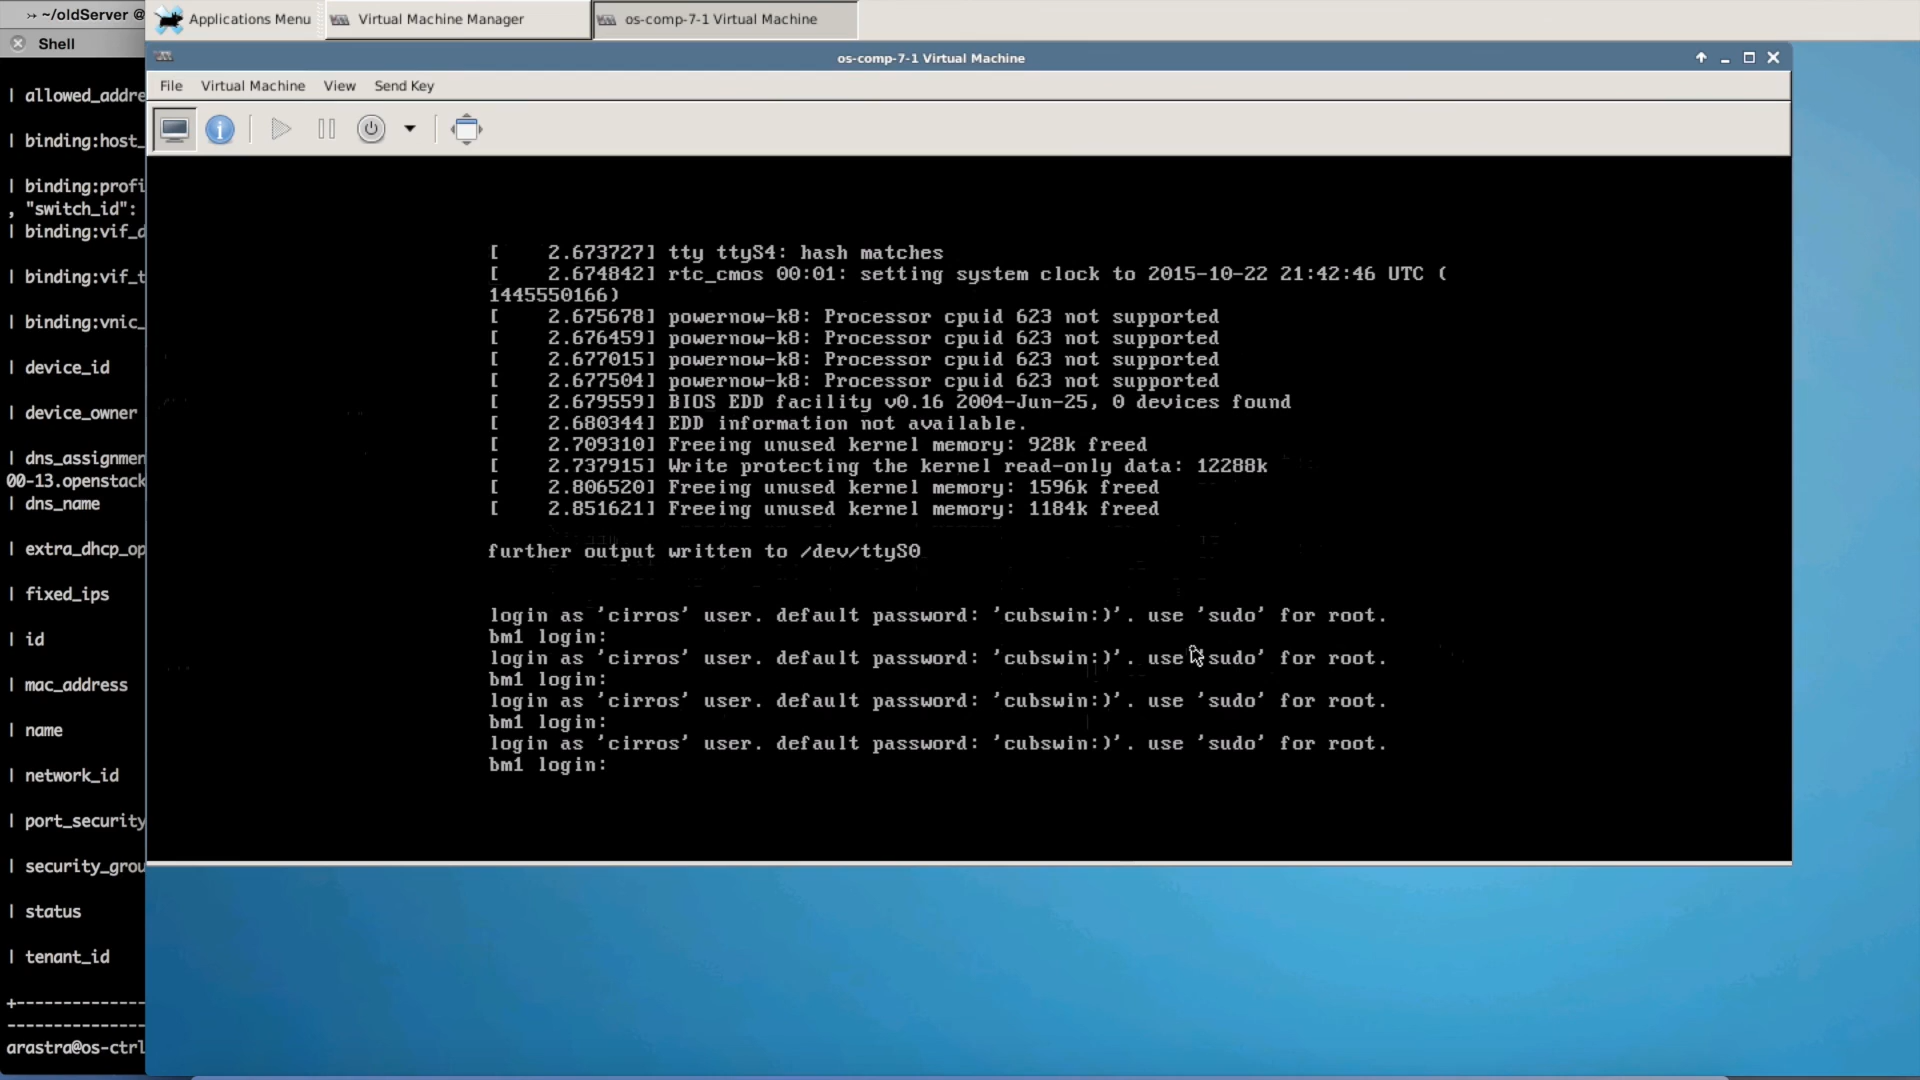 ~/oldServer @
Shell
| allowed_addre
| binding:host_
| binding:profi
, "switch_id":
| binding:vif_d
| binding:vif_t
| binding:vnic_
| device_id
| device_owner
| dns_assignmen
00-13.openstack
| dns_name
| extra_dhcp_op
| fixed_ips
| id
| mac_address
| name
| network_id
| port_security
| security_grou
| status
| tenant_id
+--------------
---------------
arastra@os-ctrl
Applications Menu
Virtual Machine Manager
os-comp-7-1 Virtual Machine
os-comp-7-1 Virtual Machine
File Virtual Machine View Send Key
[    2.673727] tty ttyS4: hash matches
[    2.674842] rtc_cmos 00:01: setting system clock to 2015-10-22 21:42:46 UTC (
1445550166)
[    2.675678] powernow-k8: Processor cpuid 623 not supported
[    2.676459] powernow-k8: Processor cpuid 623 not supported
[    2.677015] powernow-k8: Processor cpuid 623 not supported
[    2.677504] powernow-k8: Processor cpuid 623 not supported
[    2.679559] BIOS EDD facility v0.16 2004-Jun-25, 0 devices found
[    2.680344] EDD information not available.
[    2.709310] Freeing unused kernel memory: 928k freed
[    2.737915] Write protecting the kernel read-only data: 12288k
[    2.806520] Freeing unused kernel memory: 1596k freed
[    2.851621] Freeing unused kernel memory: 1184k freed
further output written to /dev/ttyS0
login as 'cirros' user. default password: 'cubswin:)'. use 'sudo' for root.
bm1 login:
login as 'cirros' user. default password: 'cubswin:)'. use 'sudo' for root.
bm1 login:
login as 'cirros' user. default password: 'cubswin:)'. use 'sudo' for root.
bm1 login:
login as 'cirros' user. default password: 'cubswin:)'. use 'sudo' for root.
bm1 login: